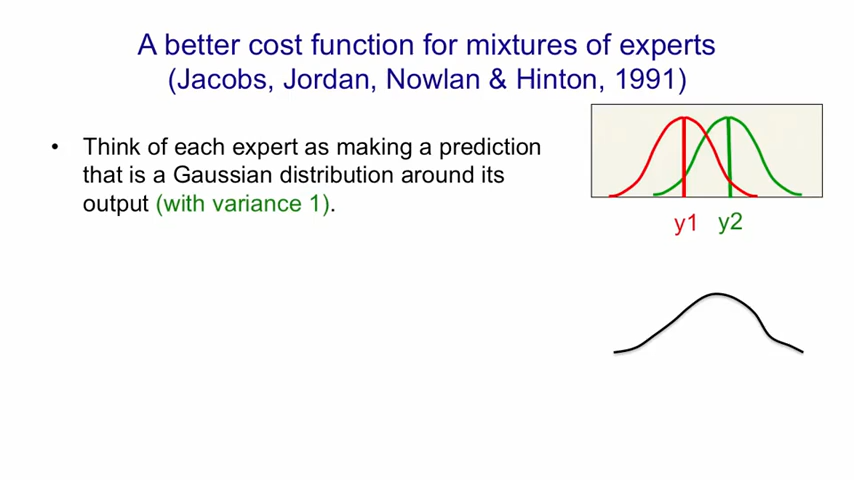 A better cost function for mixtures of experts
(Jacobs, Jordan, Nowlan & Hinton, 1991)
• Think of each expert as making a prediction
that is a Gaussian distribution around its
output (with variance 1).
y1 y2